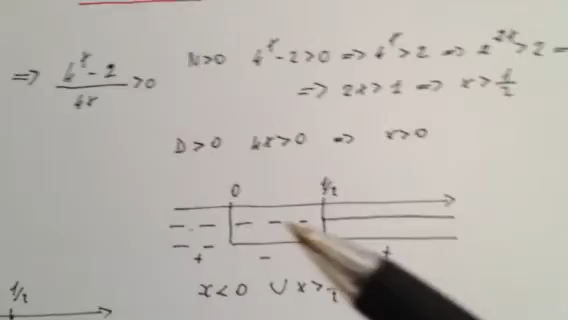 N>0 4^x-2>0 => 4^x>2 => 2^{2x}>2 =
=> (4^x-2)/4x >0 => 2x>1 => x>1/2
D>0 4x>0 => x>0
0 1/2
+ - +
x<0 ∪ x>
1/2